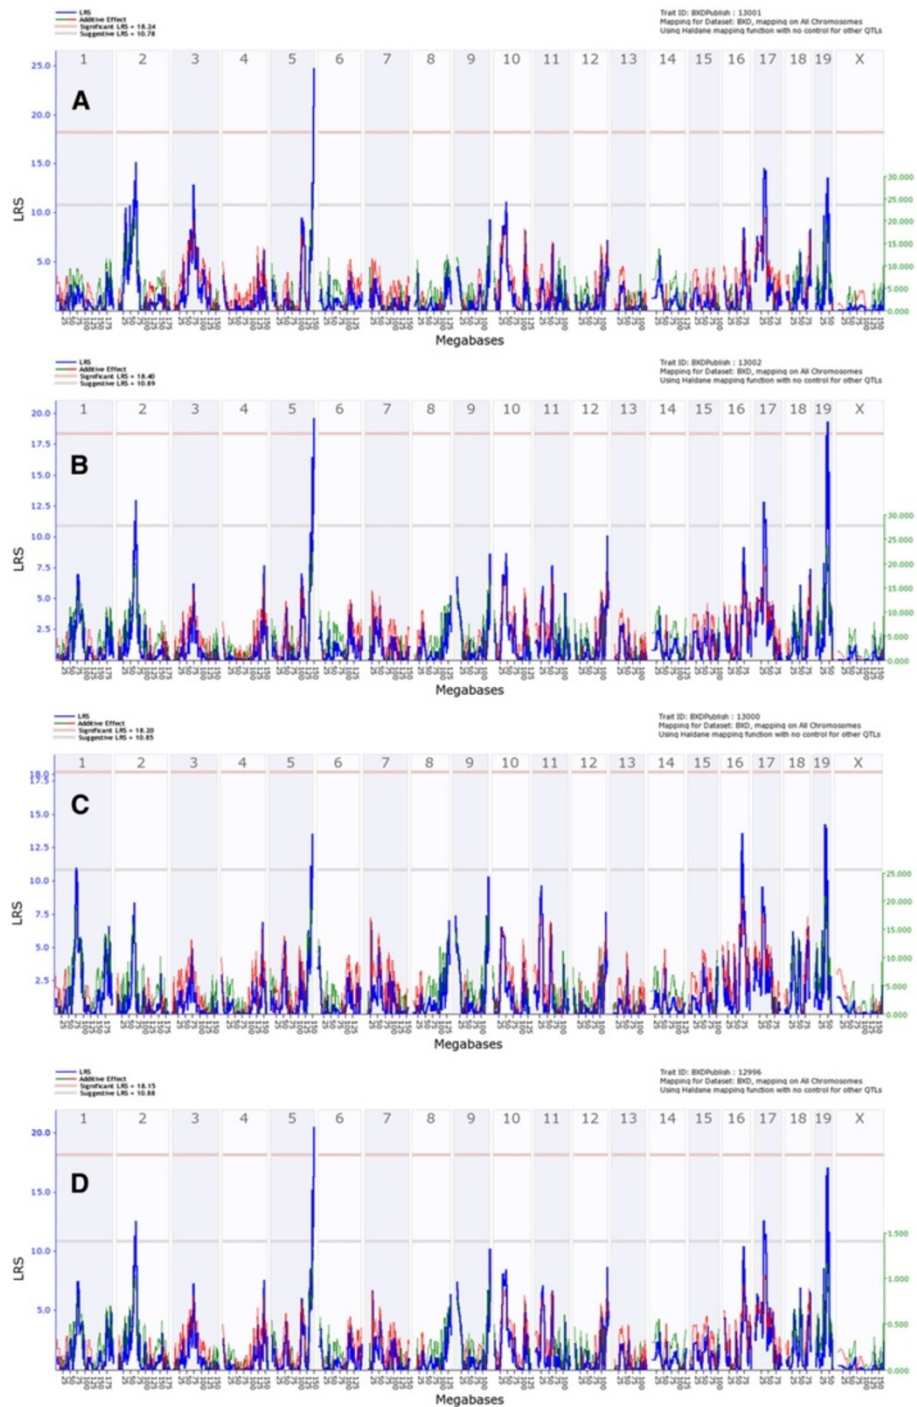 LRS
Additive Effect
Significant LRS = 18.24
Suggestive LRS = 10.78
Trait ID: BXDPublish : 13001
Mapping for Dataset: BXD, mapping on All Chromosomes
Using Haldane mapping function with no control for other QTLs
1 2 3 4 5 6 7 8 9 10 11 12 13 14 15 16 17 18 19 X
A
25.0
20.0
15.0
10.0
5.0
LRS
30.000
25.000
20.000
15.000
10.000
5.000
0.000
Megabases
LRS
Additive Effect
Significant LRS = 18.40
Suggestive LRS = 10.89
Trait ID: BXDPublish : 13002
Mapping for Dataset: BXD, mapping on All Chromosomes
Using Haldane mapping function with no control for other QTLs
1 2 3 4 5 6 7 8 9 10 11 12 13 14 15 16 17 18 19 X
B
20.0
17.5
15.0
12.5
10.0
7.5
5.0
2.5
LRS
30.000
25.000
20.000
15.000
10.000
5.000
0.000
Megabases
LRS
Additive Effect
Significant LRS = 18.20
Suggestive LRS = 10.85
Trait ID: BXDPublish : 13000
Mapping for Dataset: BXD, mapping on All Chromosomes
Using Haldane mapping function with no control for other QTLs
1 2 3 4 5 6 7 8 9 10 11 12 13 14 15 16 17 18 19 X
C
18.0
17.5
15.0
12.5
10.0
7.5
5.0
2.5
LRS
25.000
20.000
15.000
10.000
5.000
0.000
Megabases
LRS
Additive Effect
Significant LRS = 18.15
Suggestive LRS = 10.88
Trait ID: BXDPublish : 12996
Mapping for Dataset: BXD, mapping on All Chromosomes
Using Haldane mapping function with no control for other QTLs
1 2 3 4 5 6 7 8 9 10 11 12 13 14 15 16 17 18 19 X
D
20.0
15.0
10.0
5.0
LRS
1.500
1.000
0.500
0.000
Megabases